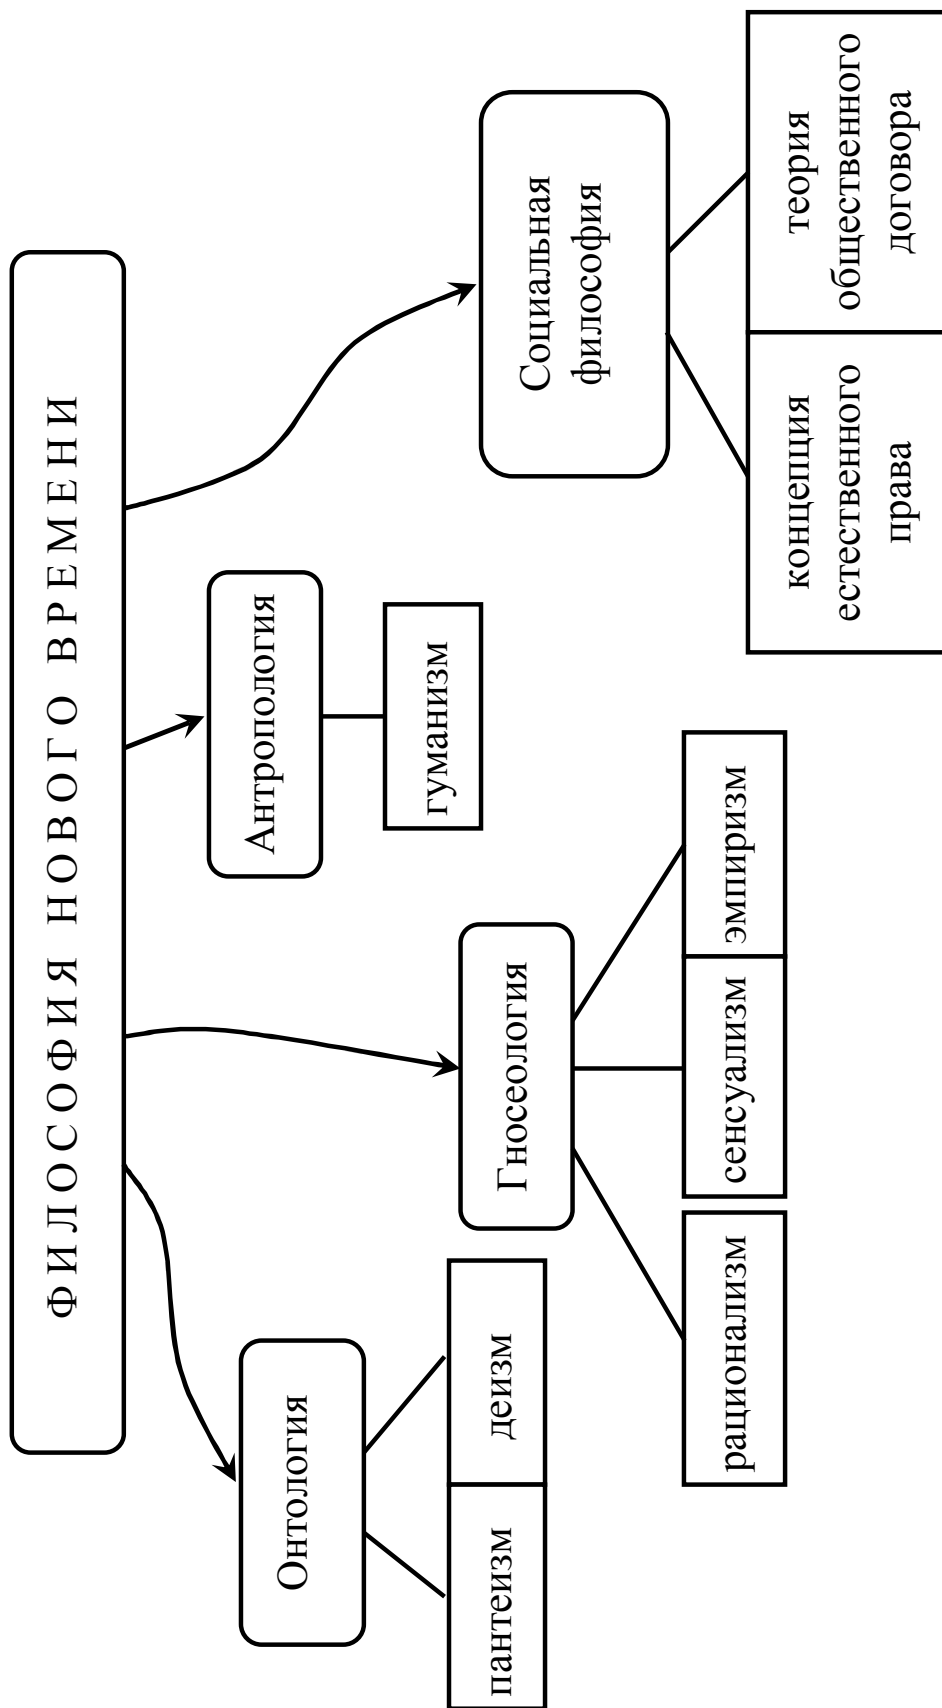 ФИЛОСОФИЯ НОВОГО ВРЕМЕНИ
Онтология
пантеизм
деизм
Гносеология
рационализм
сенсуализм
эмпиризм
Антропология
гуманизм
Социальная
философия
концепция
естественного
права
теория
общественного
договора